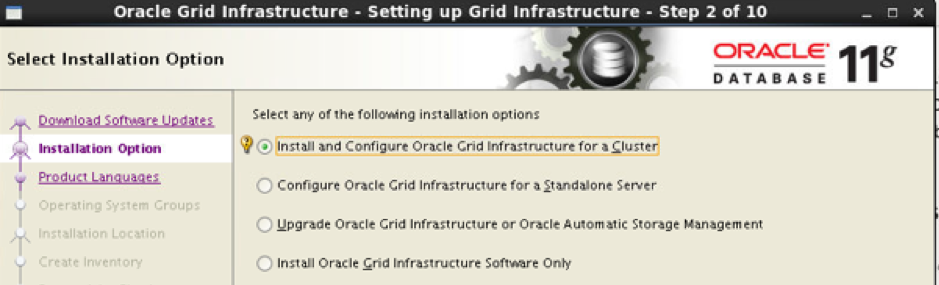 Oracle Grid Infrastructure - Setting up Grid Infrastructure - Step 2 of 10
Select Installation Option
ORACLE
DATABASE 11g
Download Software Updates
Installation Option
Product Languages
Operating System Groups
Installation Location
Create Inventory
Select any of the following installation options
Install and Configure Oracle Grid Infrastructure for a Cluster
Configure Oracle Grid Infrastructure for a Standalone Server
Upgrade Oracle Grid Infrastructure or Oracle Automatic Storage Management
Install Oracle Grid Infrastructure Software Only